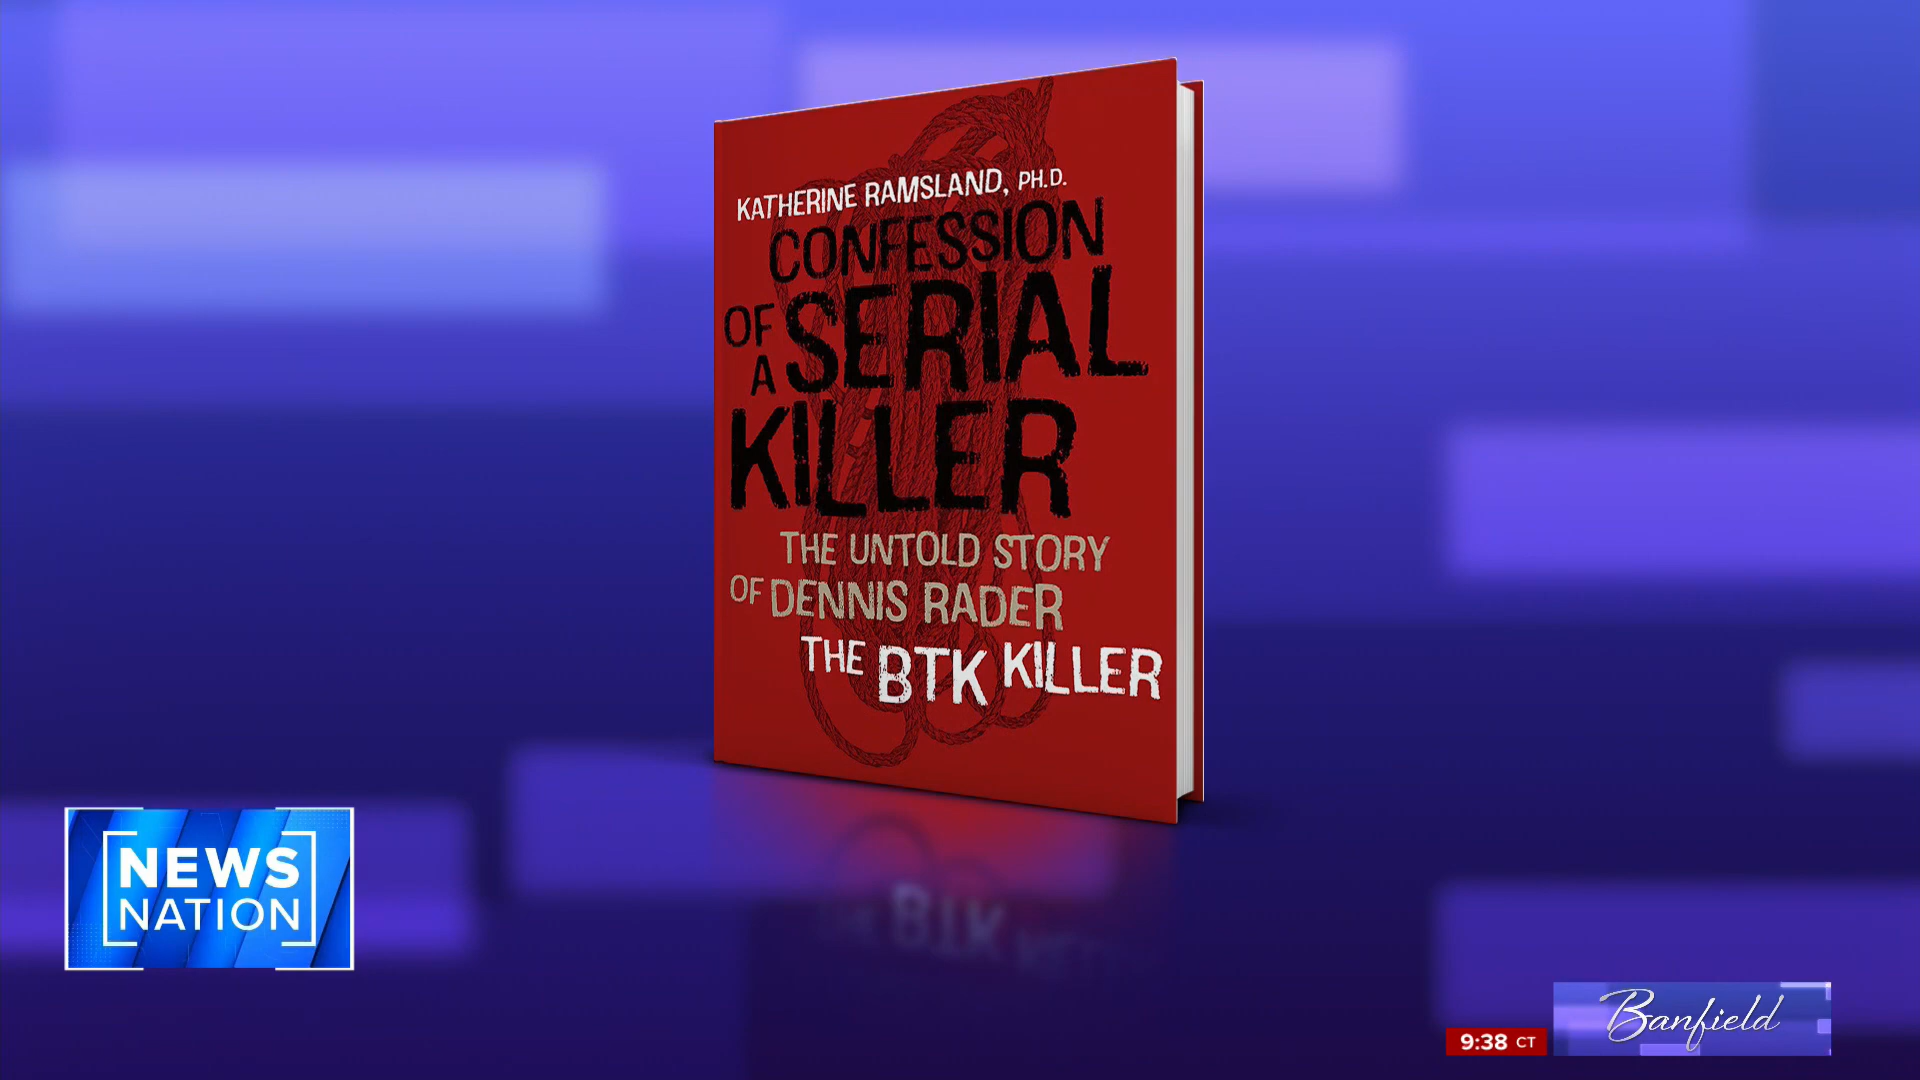 KATHERINE RAMSLAND, PH.D.
CONFESSION
OF A SERIAL
KILLER
THE UNTOLD STORY
OF DENNIS RADER
THE BTK KILLER
NEWS
NATION
9:38 CT
Banfield